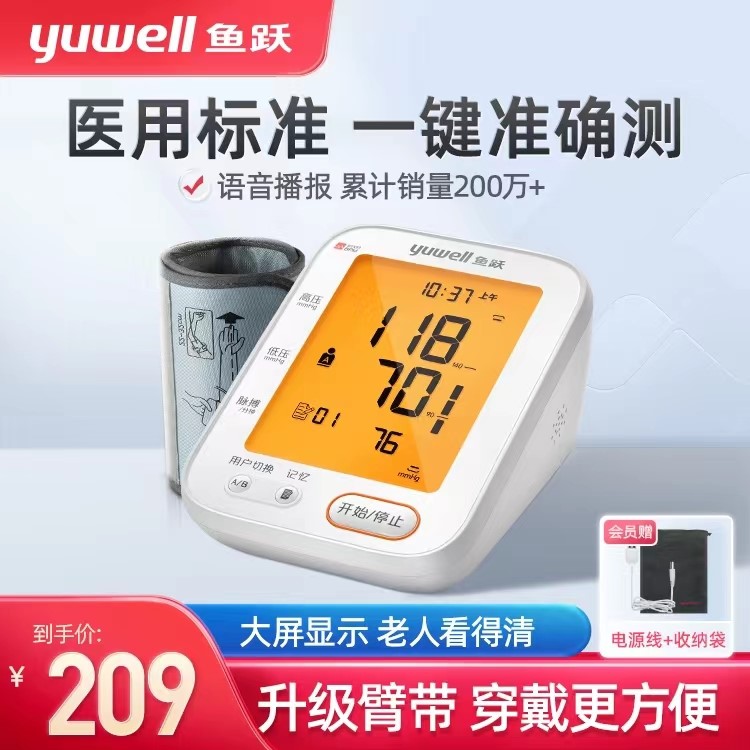 yuwell 鱼跃
医用标准 一键准确测
语音播报 累计销量200万+
yuwell 鱼跃
10:37 上午
高压
mmHg
118
140
低压
mmHg
A
701
90
脉搏
/分钟
01
76
mmHg
用户切换 记忆
A/B
开始/停止
会员赠
电源线+收纳袋
到手价:
¥209
大屏显示 老人看得清
升级臂带 穿戴更方便